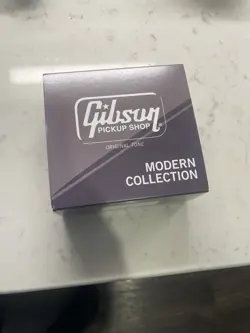 Gibson
PICKUP SHOP
ORIGINAL TONE
MODERN
COLLECTION